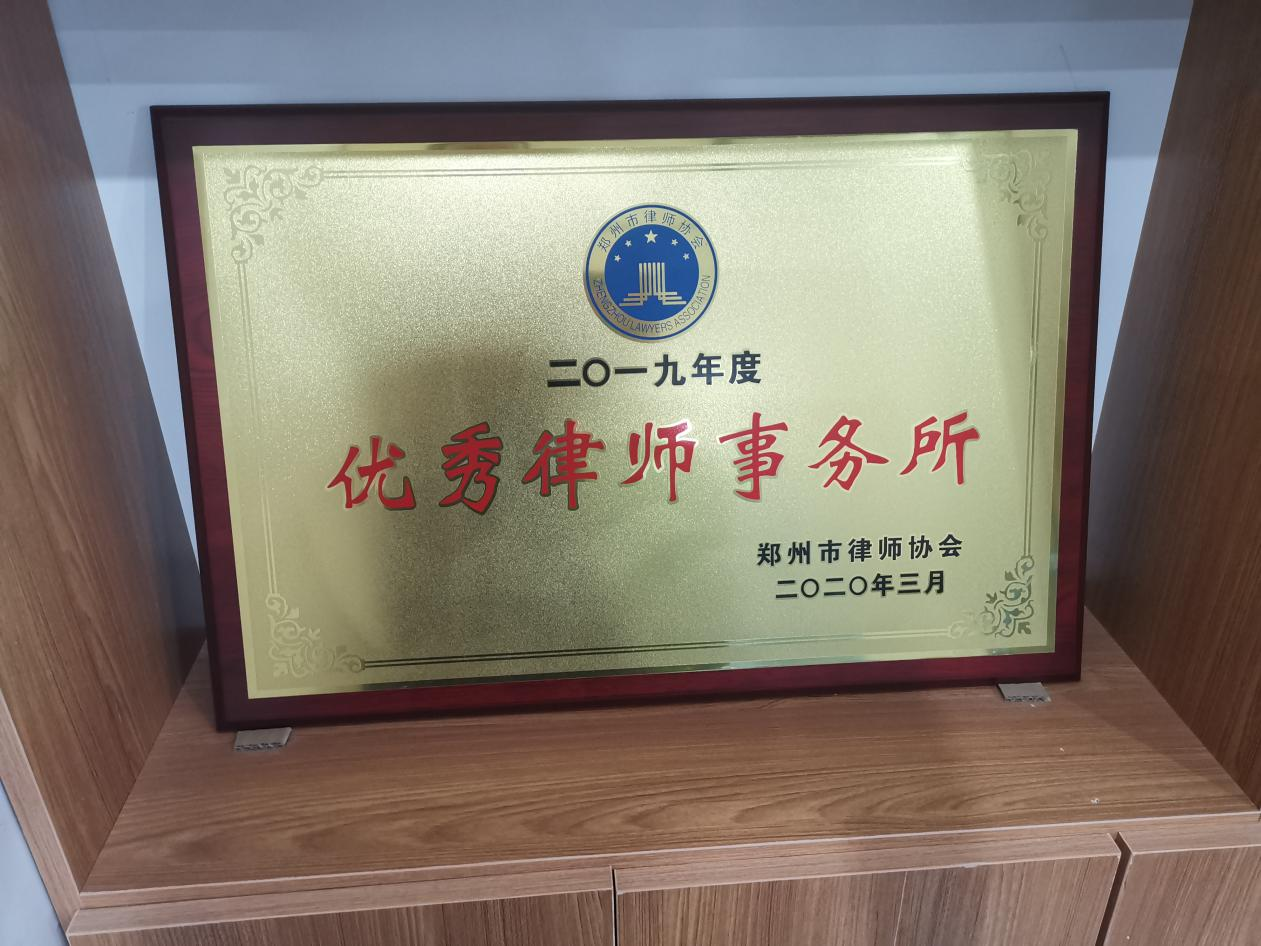 郑州市律师协会
ZHENGZHOU LAWYERS ASSOCIATION
二〇一九年度
优秀律师事务所
郑州市律师协会
二〇二〇年三月